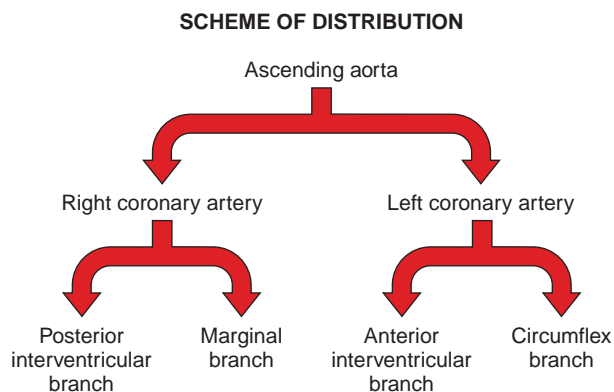 SCHEME OF DISTRIBUTION
Ascending aorta
Right coronary artery
Left coronary artery
Posterior
interventricular
branch
Marginal
branch
Anterior
interventricular
branch
Circumflex
branch